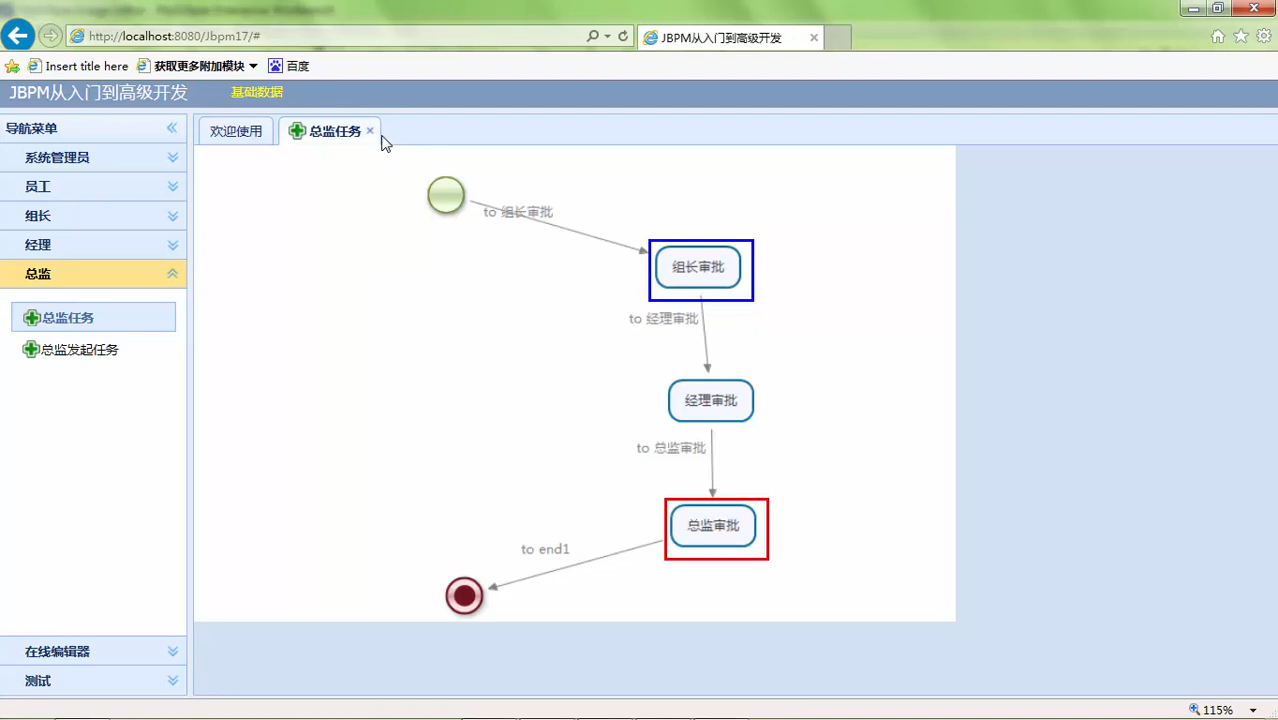 http://localhost:8080/Jbpm17/#
JBPM从入门到高级开发
Insert title here
获取更多附加模块
百度
JBPM从入门到高级开发
基础数据
导航菜单
系统管理员
员工
组长
经理
总监
总监任务
总监发起任务
在线编辑器
测试
欢迎使用
总监任务
to 组长审批
组长审批
to 经理审批
经理审批
to 总监审批
总监审批
to end1
115%